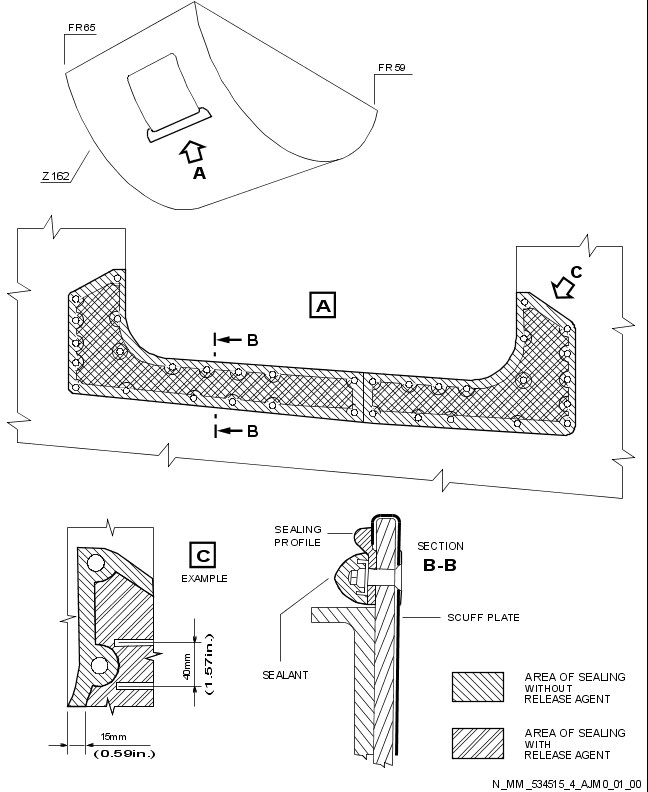 FR65
FR59
Z162
A
C
A
B
B
SEALING
PROFILE
SECTION
B-B
C
EXAMPLE
SCUFF PLATE
40mm
(1.57in.)
SEALANT
AREA OF SEALING
WITHOUT
RELEASE AGENT
15mm
(0.59in.)
AREA OF SEALING
WITH
RELEASE AGENT
N_MM_534515_4_AJM0_01_00